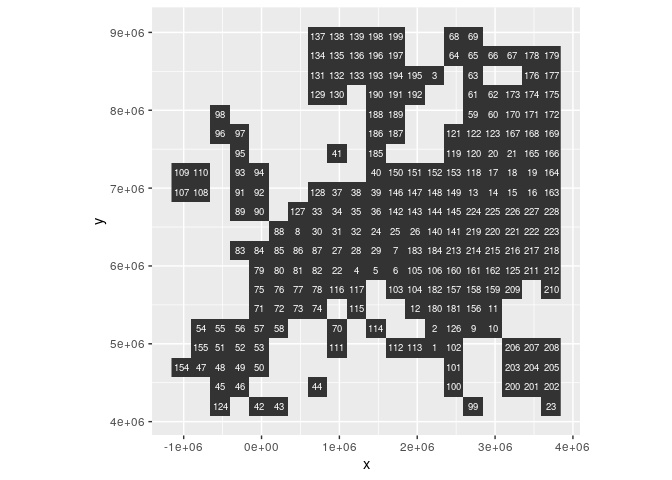 9e+06
137 138 139 198 199 68 69
134 135 136 196 197 64 65 66 67 178 179
131 132 133 193 194 195 3 63 176 177
129 130 190 191 192 61 62 173 174 175
8e+06
98 188 189 59 60 170 171 172
96 97 186 187 121 122 123 167 168 169
95 41 185 119 120 20 21 165 166
109 110 93 94 40 150 151 152 153 118 17 18 19 164
7e+06
107 108 91 92 128 37 38 39 146 147 148 149 13 14 15 16 163
89 90 127 33 34 35 36 142 143 144 145 224 225 226 227 228
88 8 30 31 32 24 25 26 140 141 219 220 221 222 223
83 84 85 86 87 27 28 29 7 183 184 213 214 215 216 217 218
6e+06
79 80 81 82 22 4 5 6 105 106 160 161 162 125 211 212
75 76 77 78 116 117 103 104 182 157 158 159 209 210
71 72 73 74 115 12 180 181 156 11
54 55 56 57 58 70 114 2 126 9 10
5e+06
155 51 52 53 111 112 113 1 102 206 207 208
154 47 48 49 50 101 203 204 205
45 46 44 100 200 201 202
124 42 43 99 23
4e+06
-1e+06 0e+00 1e+06 2e+06 3e+06 4e+06
x
y